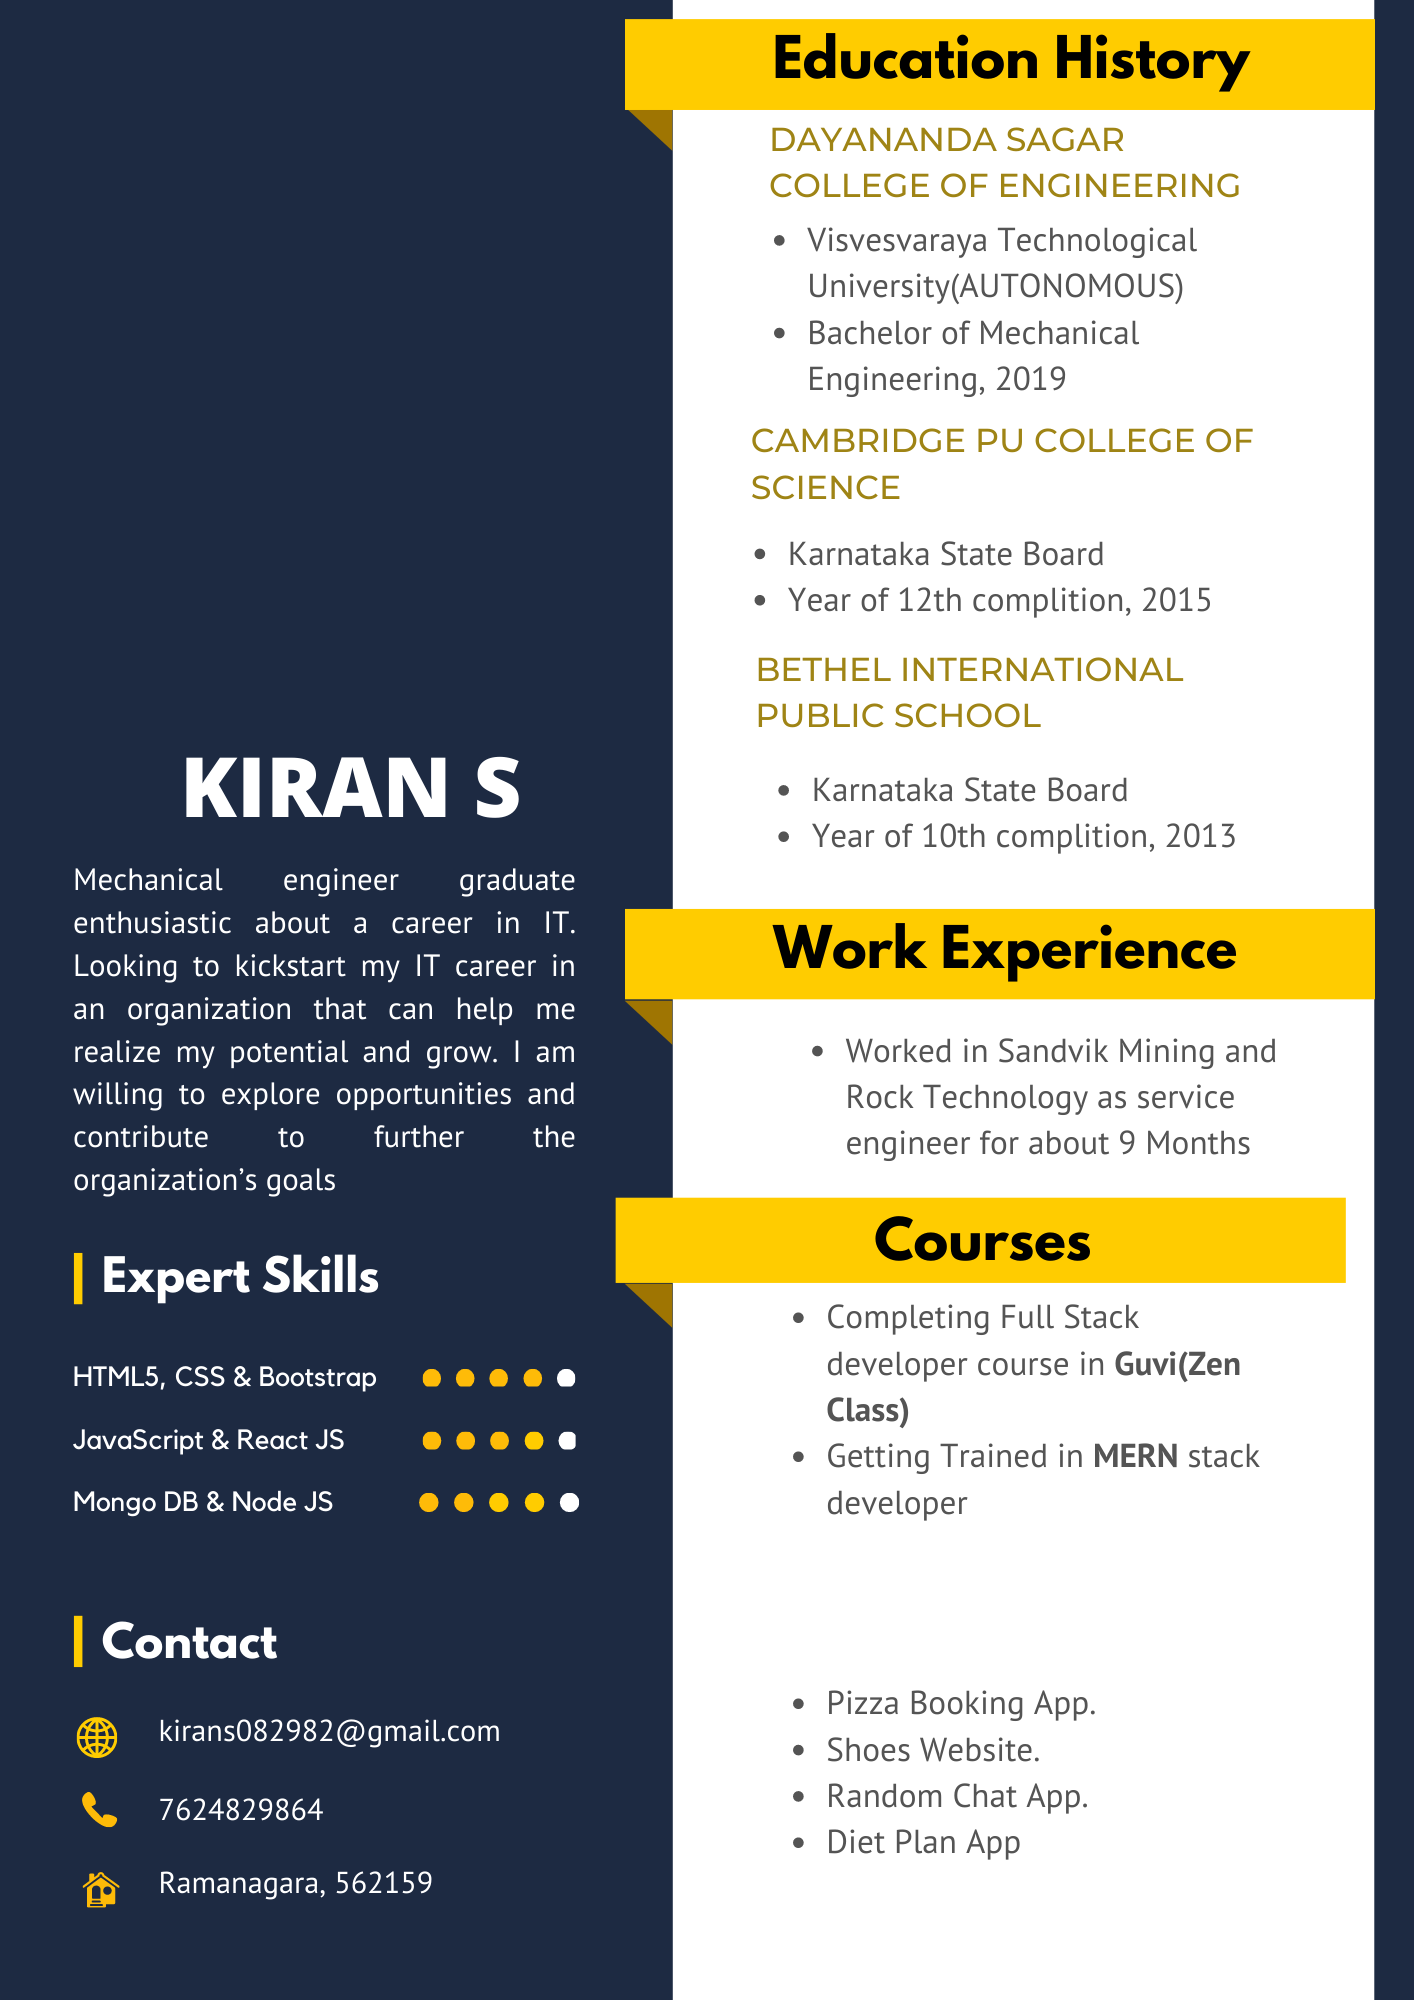 KIRAN S
Mechanical engineer graduate
enthusiastic about a career in IT.
Looking to kickstart my IT career in
an organization that can help me
realize my potential and grow. I am
willing to explore opportunities and
contribute to further the
organization’s goals
Expert Skills
HTML5, CSS & Bootstrap
JavaScript & React JS
Mongo DB & Node JS
Contact
kirans082982@gmail.com
7624829864
Ramanagara, 562159
Education History
DAYANANDA SAGAR
COLLEGE OF ENGINEERING
• Visvesvaraya Technological
University(AUTONOMOUS)
• Bachelor of Mechanical
Engineering, 2019
CAMBRIDGE PU COLLEGE OF
SCIENCE
• Karnataka State Board
• Year of 12th complition, 2015
BETHEL INTERNATIONAL
PUBLIC SCHOOL
• Karnataka State Board
• Year of 10th complition, 2013
Work Experience
• Worked in Sandvik Mining and
Rock Technology as service
engineer for about 9 Months
Courses
• Completing Full Stack
developer course in Guvi(Zen
Class)
• Getting Trained in MERN stack
developer
• Pizza Booking App.
• Shoes Website.
• Random Chat App.
• Diet Plan App